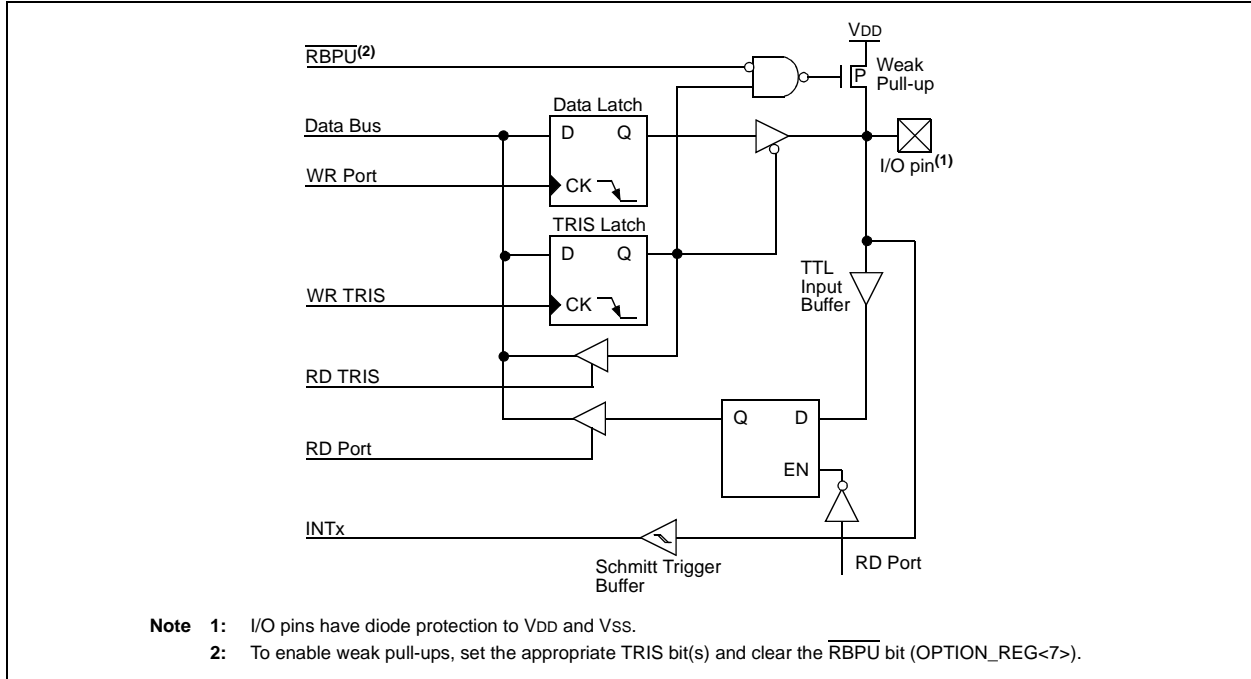 VDD
RBPU(2)
Weak
Pull-up
P
Data Latch
Data Bus
D Q
I/O pin(1)
WR Port
CK
TRIS Latch
D Q
TTL
Input
Buffer
WR TRIS
CK
RD TRIS
Q D
RD Port
EN
INTx
RD Port
Schmitt Trigger
Buffer
Note 1: I/O pins have diode protection to VDD and VSS.
2: To enable weak pull-ups, set the appropriate TRIS bit(s) and clear the RBPU bit (OPTION_REG<7>).